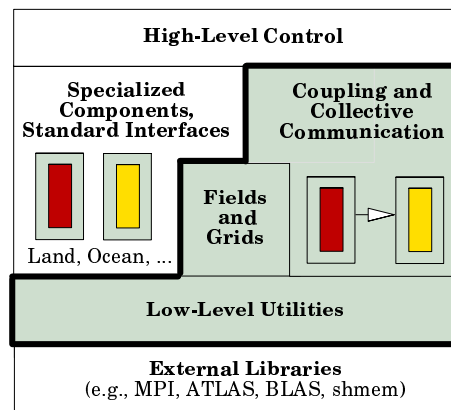 High-Level Control
Specialized
Components,
Standard Interfaces
Land, Ocean, ...
Coupling and
Collective
Communication
Fields
and
Grids
Low-Level Utilities
External Libraries
(e.g., MPI, ATLAS, BLAS, shmem)